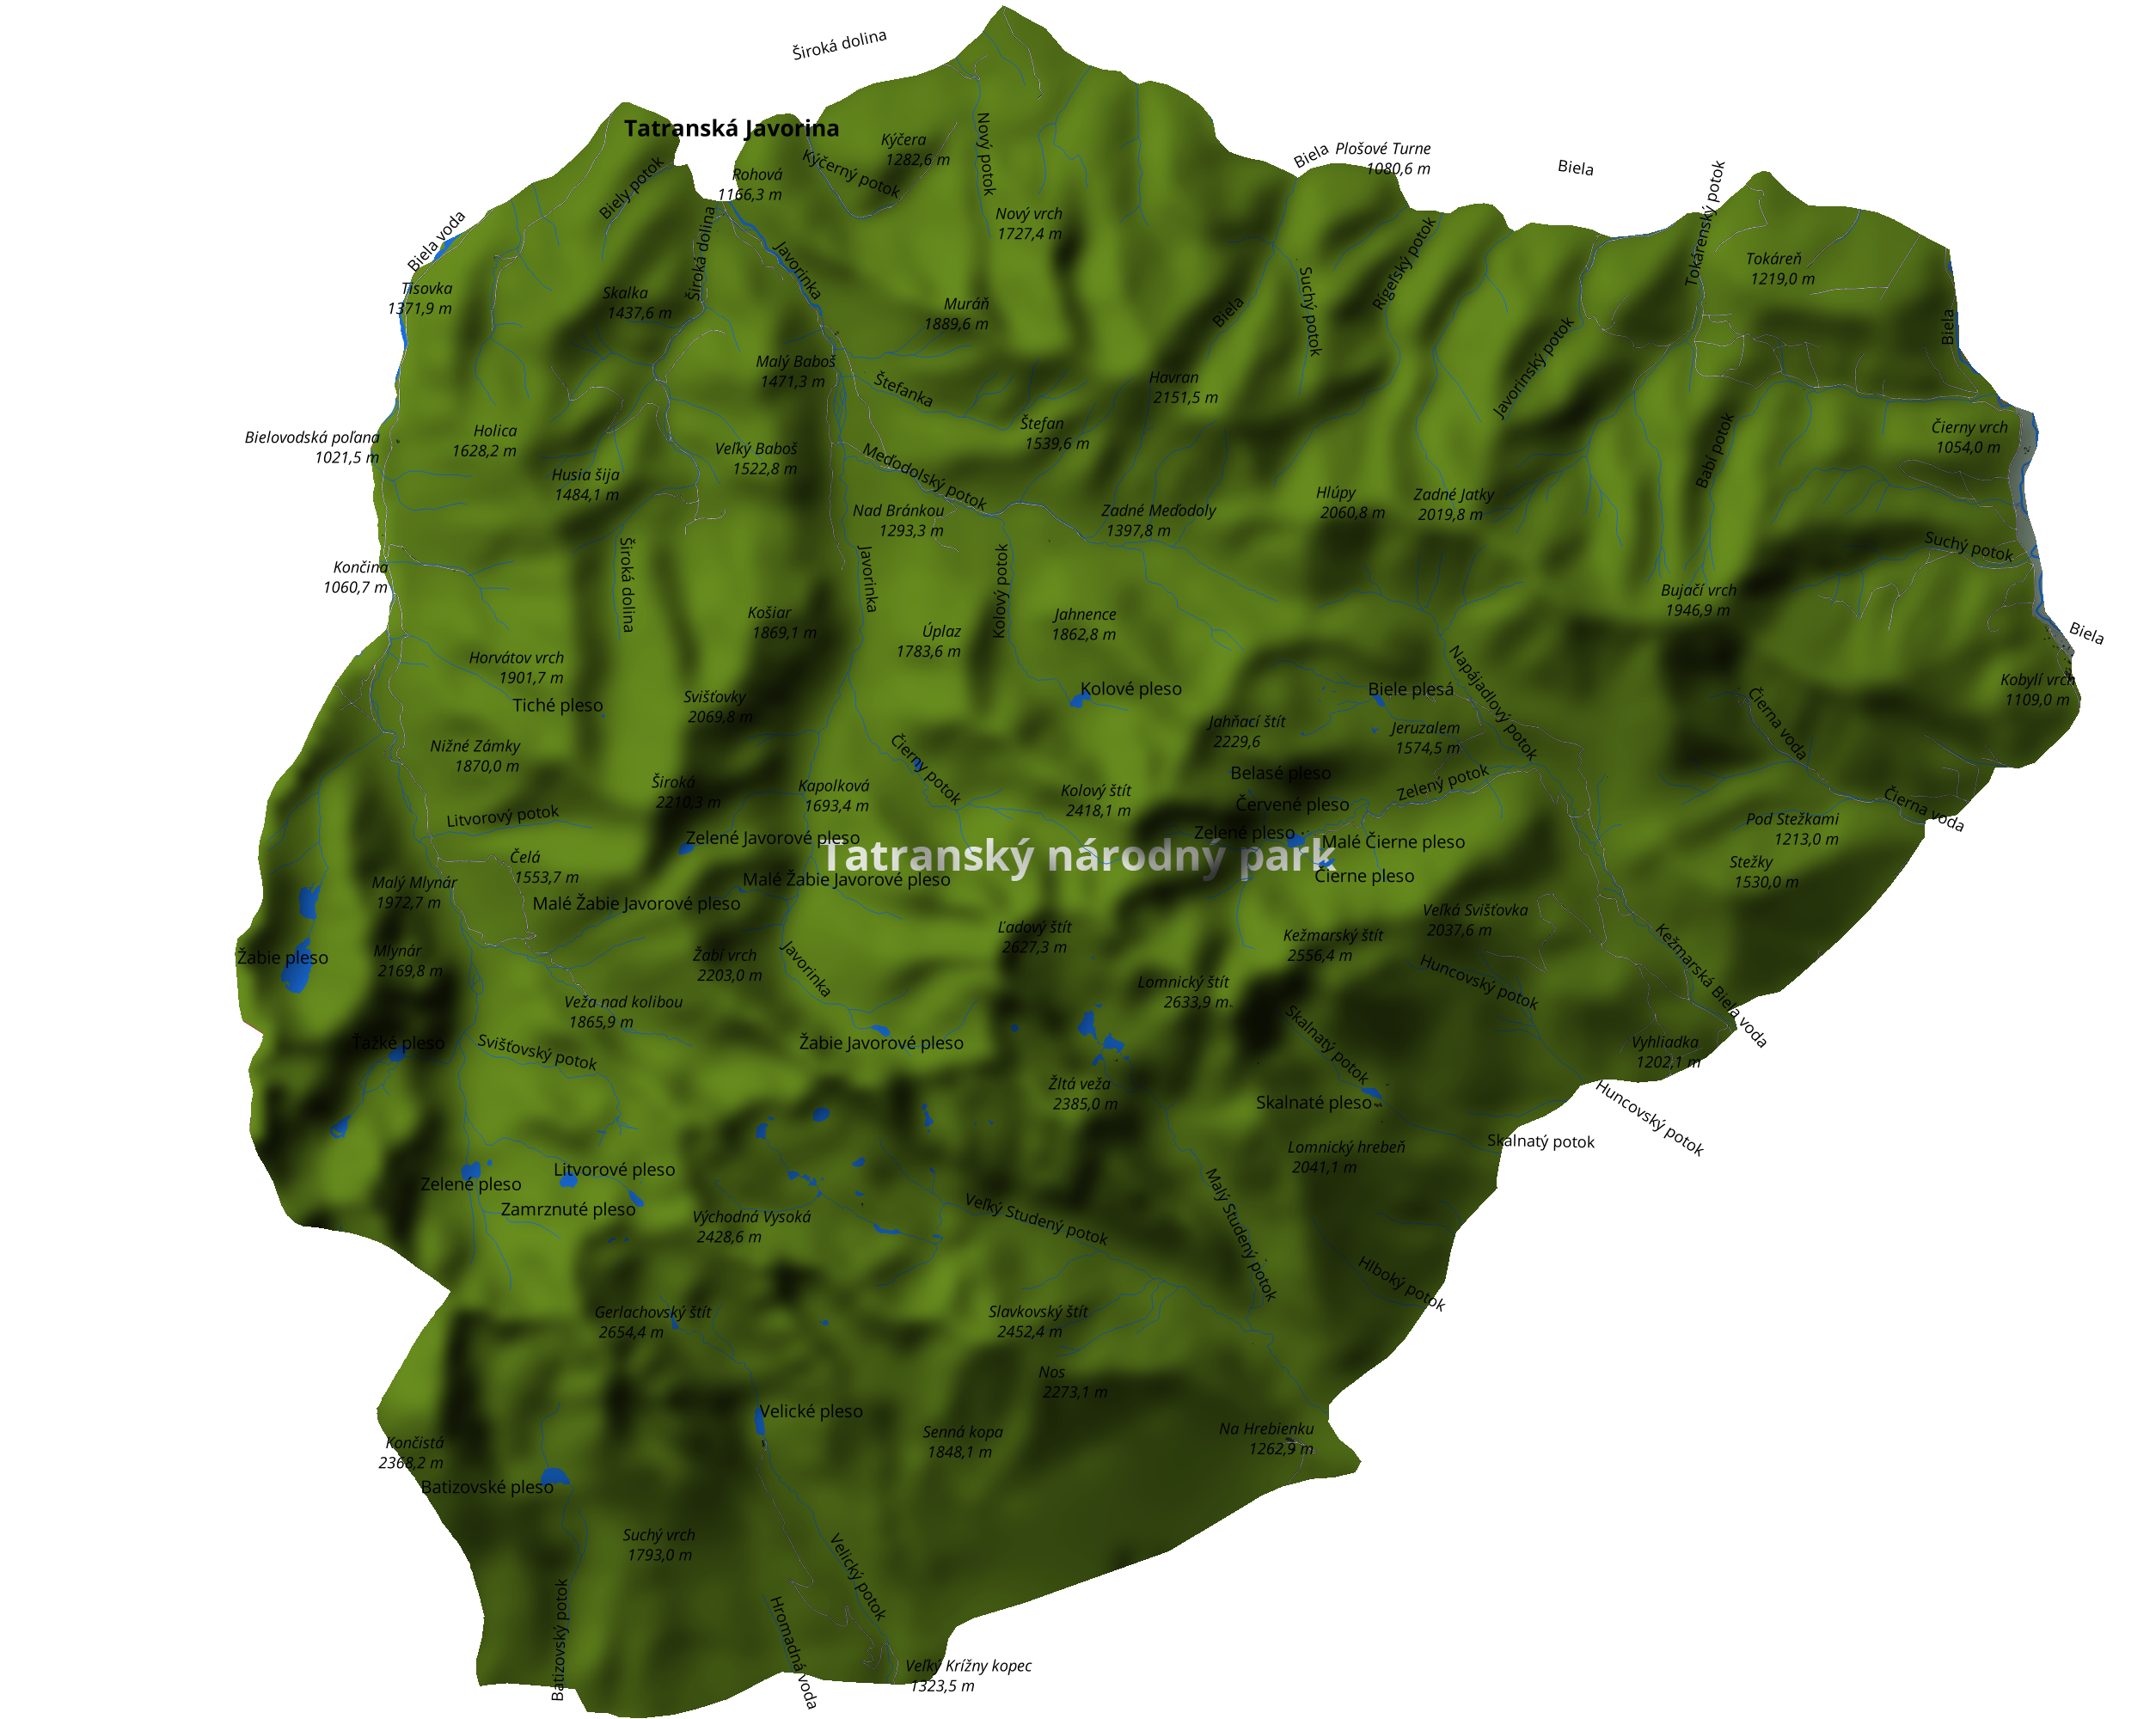 Široká dolina
Tatranská Javorina
Kýčera
1282,6 m
Nový potok
Kýčerný potok
Rohová
1166,3 m
Biely potok
Biela
Plošové Turne
1080,6 m
Biela
Tokárenský potok
Nový vrch
1727,4 m
Biela voda
Široká dolina
Javorinka
Tokáreň
1219,0 m
Rígeľský potok
Suchý potok
Tisovka
1371,9 m
Skalka
1437,6 m
Muráň
1889,6 m
Biela
Biela
Javorinský potok
Malý Baboš
1471,3 m
Štefanka
Havran
2151,5 m
Štefan
1539,6 m
Bielovodská poľana
1021,5 m
Holica
1628,2 m
Veľký Baboš
1522,8 m
Husia šija
1484,1 m
Meďodolský potok
Babí potok
Čierny vrch
1054,0 m
Nad Bránkou
1293,3 m
Zadné Meďodoly
1397,8 m
Hlúpy
2060,8 m
Zadné Jatky
2019,8 m
Suchý potok
Končina
1060,7 m
Široká dolina
Javorinka
Kolový potok
Bujačí vrch
1946,9 m
Košiar
1869,1 m
Úplaz
1783,6 m
Jahnence
1862,8 m
Biela
Horvátov vrch
1901,7 m
Tiché pleso
Svišťovky
2069,8 m
Kolové pleso
Biele plesá
Napájadlový potok
Kobylí vrch
1109,0 m
Jahňací štít
2229,6
Jeruzalem
1574,5 m
Čierna voda
Nižné Zámky
1870,0 m
Čierny potok
Široká
2210,3 m
Kapolková
1693,4 m
Kolový štít
2418,1 m
Belasé pleso
Červené pleso
Zelený potok
Čierna voda
Litvorový potok
Zelené Javorové pleso
Tatranský národný park
Zelené pleso
Malé Čierne pleso
Čierne pleso
Pod Stežkami
1213,0 m
Stežky
1530,0 m
Čelá
1553,7 m
Malý Mlynár
1972,7 m
Malé Žabie Javorové pleso
Malé Žabie Javorové pleso
Veľká Svišťovka
2037,6 m
Ľadový štít
2627,3 m
Kežmarský štít
2556,4 m
Kežmarská Biela voda
Žabie pleso
Mlynár
2169,8 m
Žabí vrch
2203,0 m
Javorinka
Lomnický štít
2633,9 m
Huncovský potok
Veža nad kolibou
1865,9 m
Skalnatý potok
Ťažké pleso
Svišťovský potok
Žabie Javorové pleso
Vyhliadka
1202,1 m
Žltá veža
2385,0 m
Skalnaté pleso
Huncovský potok
Skalnatý potok
Lomnický hrebeň
2041,1 m
Zelené pleso
Litvorové pleso
Zamrznuté pleso
Východná Vysoká
2428,6 m
Veľký Studený potok
Malý Studený potok
Hlboký potok
Gerlachovský štít
2654,4 m
Slavkovský štít
2452,4 m
Nos
2273,1 m
Velické pleso
Senná kopa
1848,1 m
Na Hrebienku
1262,9 m
Končistá
2368,2 m
Batizovské pleso
Suchý vrch
1793,0 m
Velický potok
Batizovský potok
Hromadná voda
Veľký Krížny kopec
1323,5 m